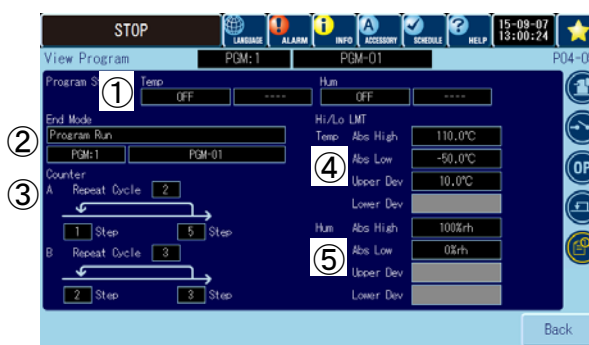 STOP LANGUAGE ALARM INFO ACCESSORY SCHEDULE HELP 15-09-07
13:00:24
View Program PGM:1 PGM-01
Program S ① Temp OFF ---- Hum OFF ----
End Mode
② Program Run
PGM:1 PGM-01
③ Counter
A Repeat Cycle 2
1 Step 5 Step
B Repeat Cycle 3
2 Step 3 Step
Hi/Lo LMT
Temp Abs High 110.0℃
④ Abs Low -50.0℃
Upper Dev 10.0℃
Lower Dev
Hum Abs High 100%rh
⑤ Abs Low 0%rh
Upper Dev
Lower Dev
OP
Back